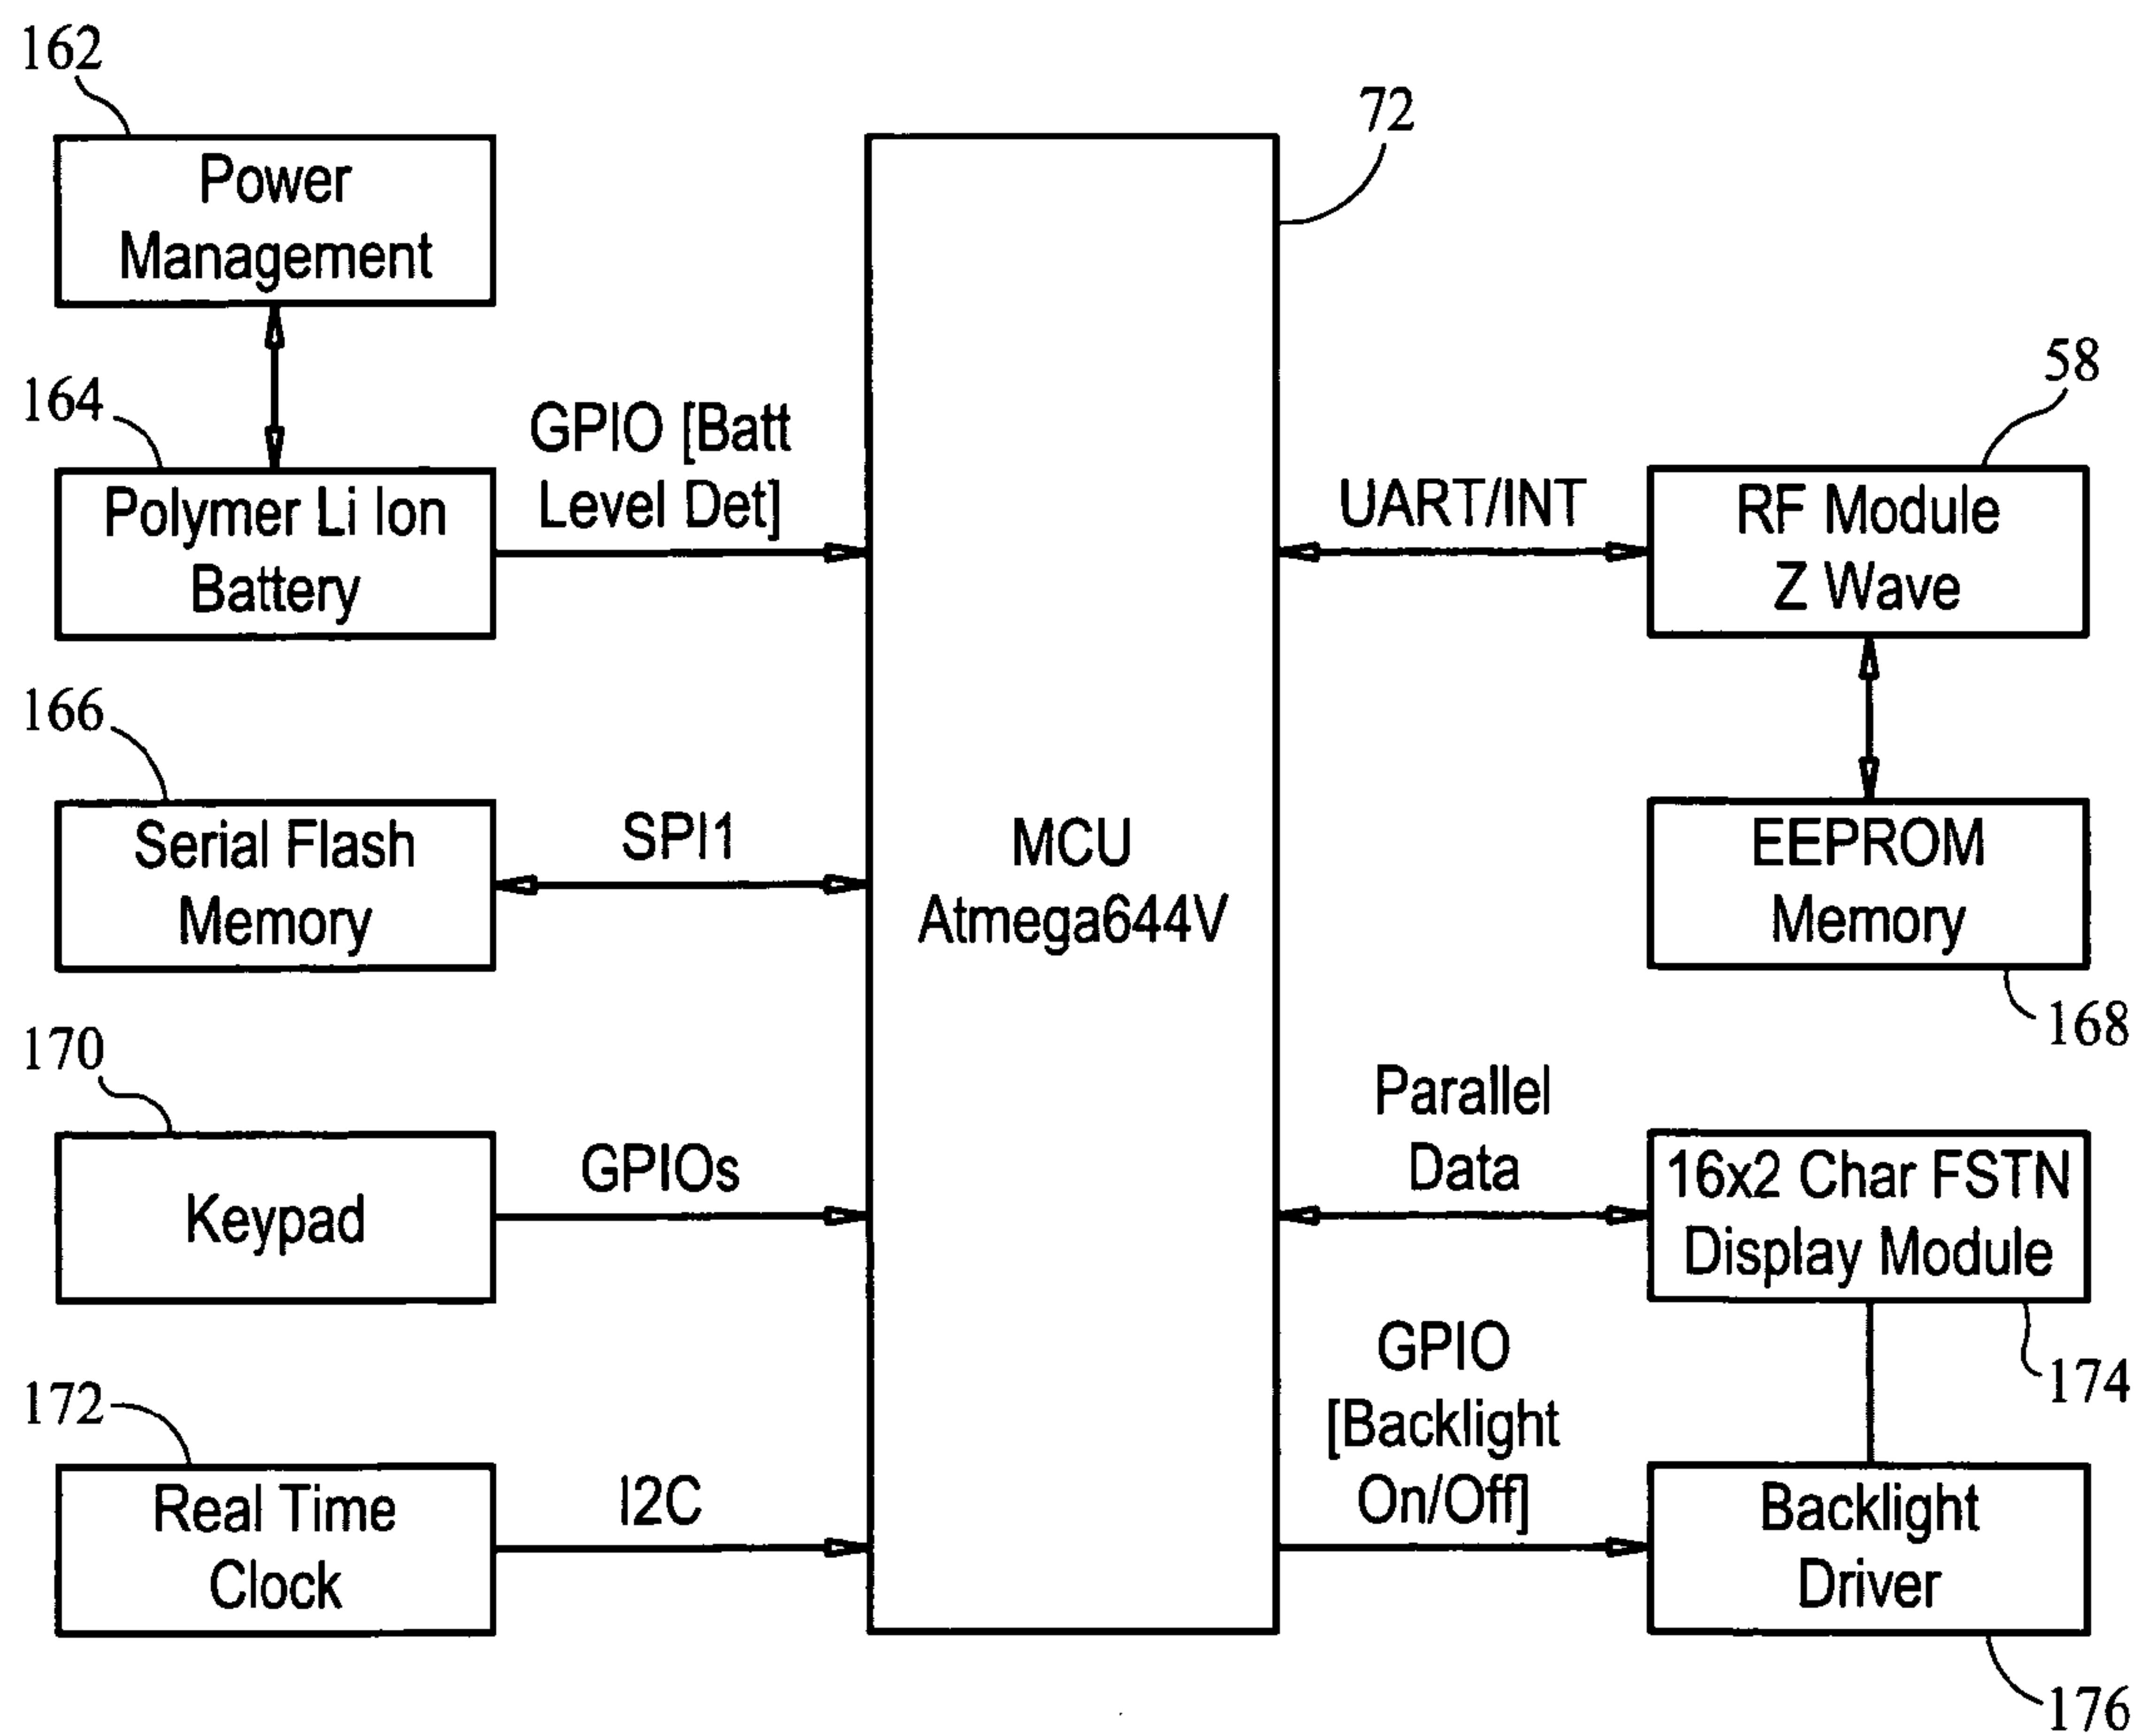 162
Power
Management
164
Polymer Li Ion
Battery
GPIO [Batt
Level Det]
166
Serial Flash
Memory
SPI1
170
Keypad
GPIOs
172
Real Time
Clock
I2C
72
MCU
Atmega644V
58
UART/INT
RF Module
Z Wave
EEPROM
Memory
168
Parallel
Data
16x2 Char FSTN
Display Module
174
GPIO
[Backlight
On/Off]
Backlight
Driver
176